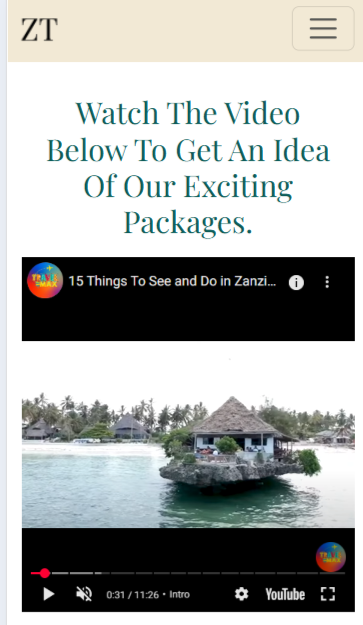 ZT
Watch The Video
Below To Get An Idea
Of Our Exciting
Packages.
15 Things To See and Do in Zanzi...
0:31 / 11:26 • Intro
YouTube